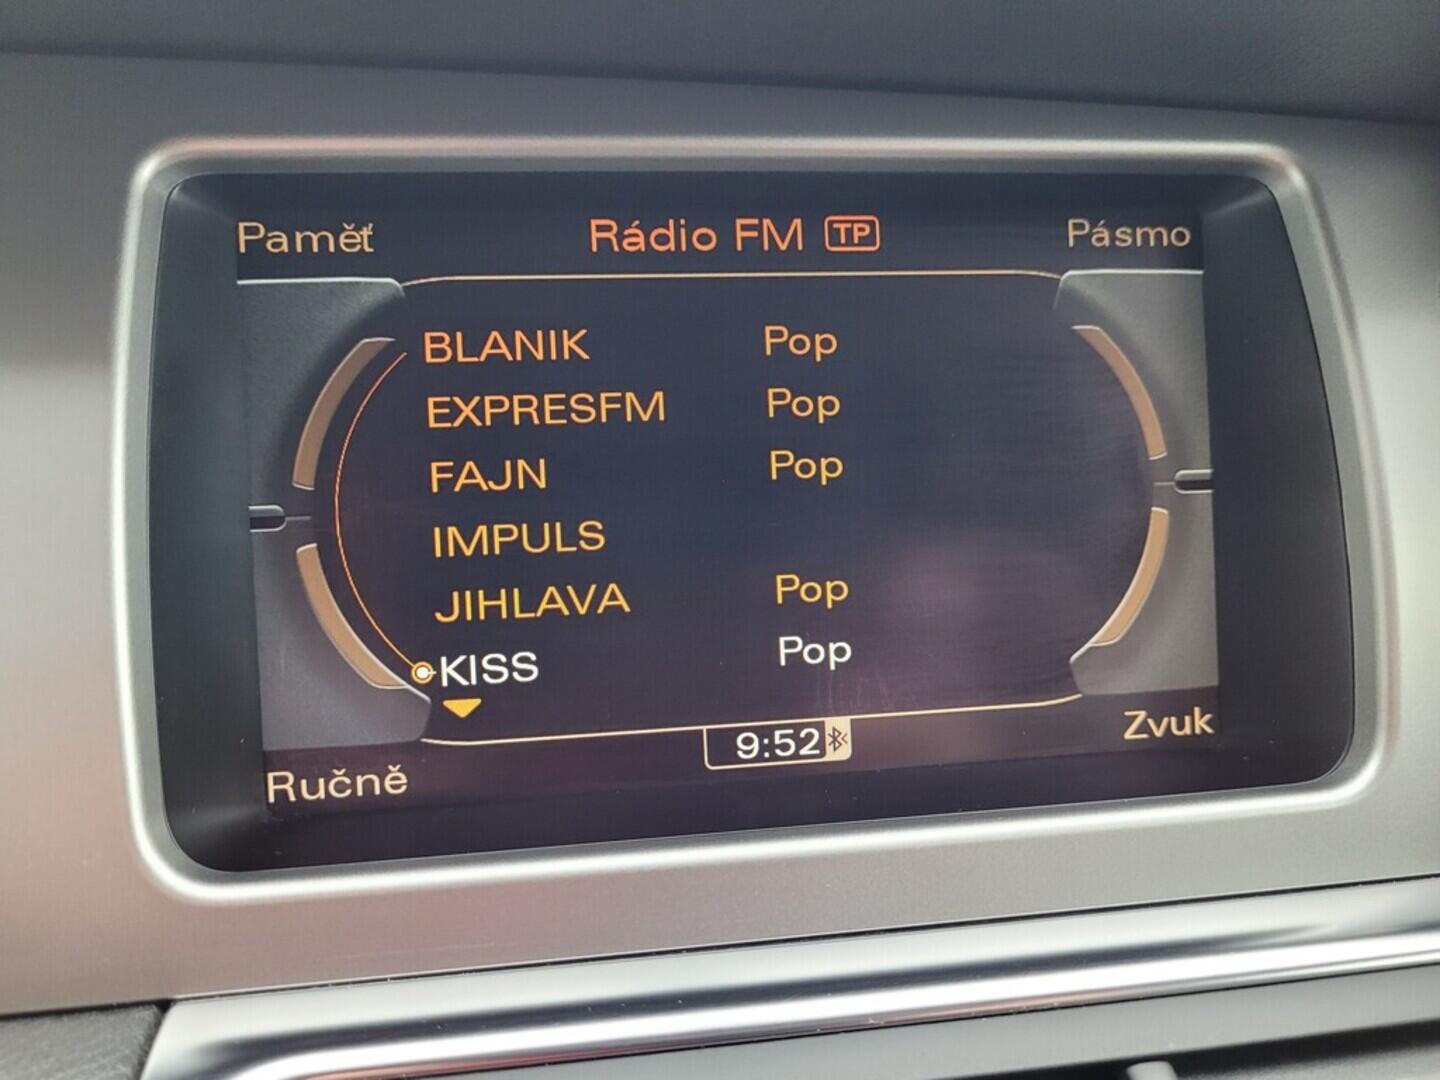 Paměť Rádio FM TP Pásmo
BLANIK Pop
EXPRESFM Pop
FAJN Pop
IMPULS
JIHLAVA Pop
KISS Pop
9:52
Zvuk
Ručně